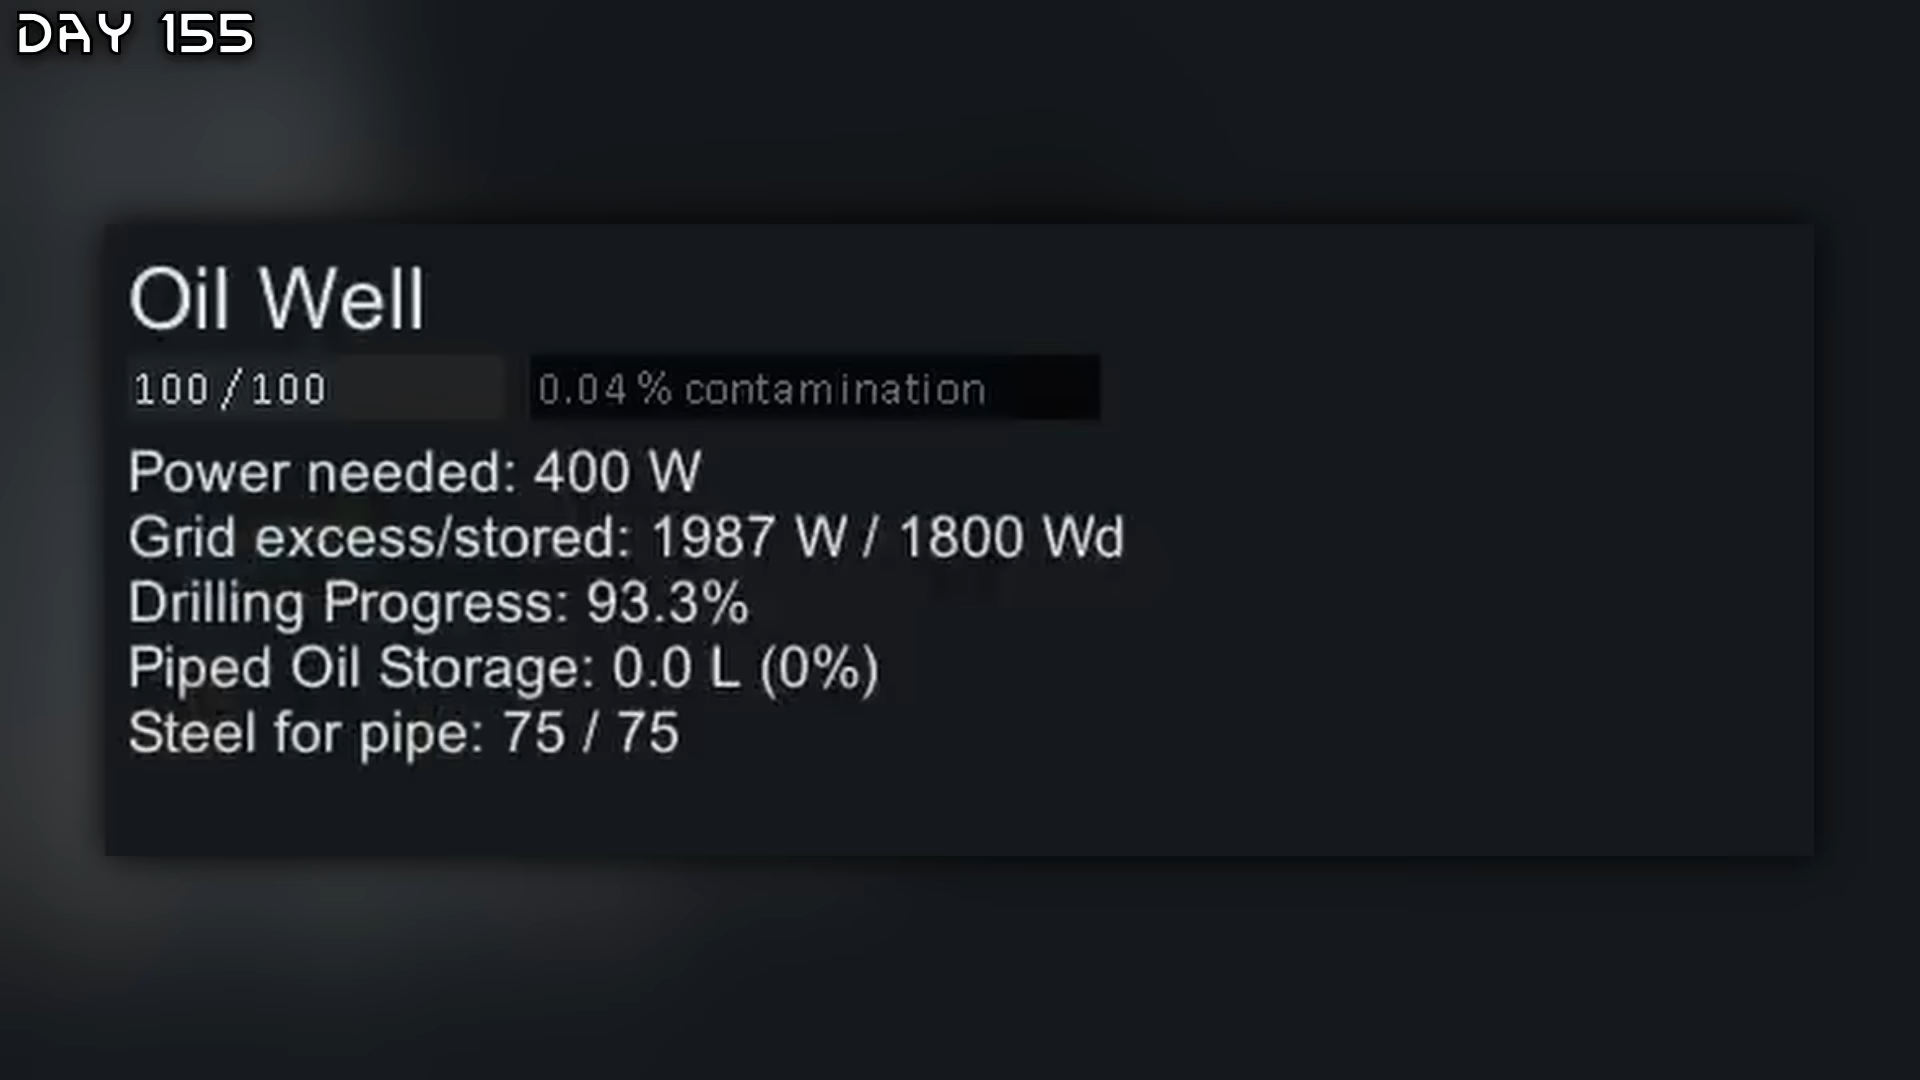 DAY 155
Oil Well
100 / 100 0.04% contamination
Power needed: 400 W
Grid excess/stored: 1987 W / 1800 Wd
Drilling Progress: 93.3%
Piped Oil Storage: 0.0 L (0%)
Steel for pipe: 75 / 75